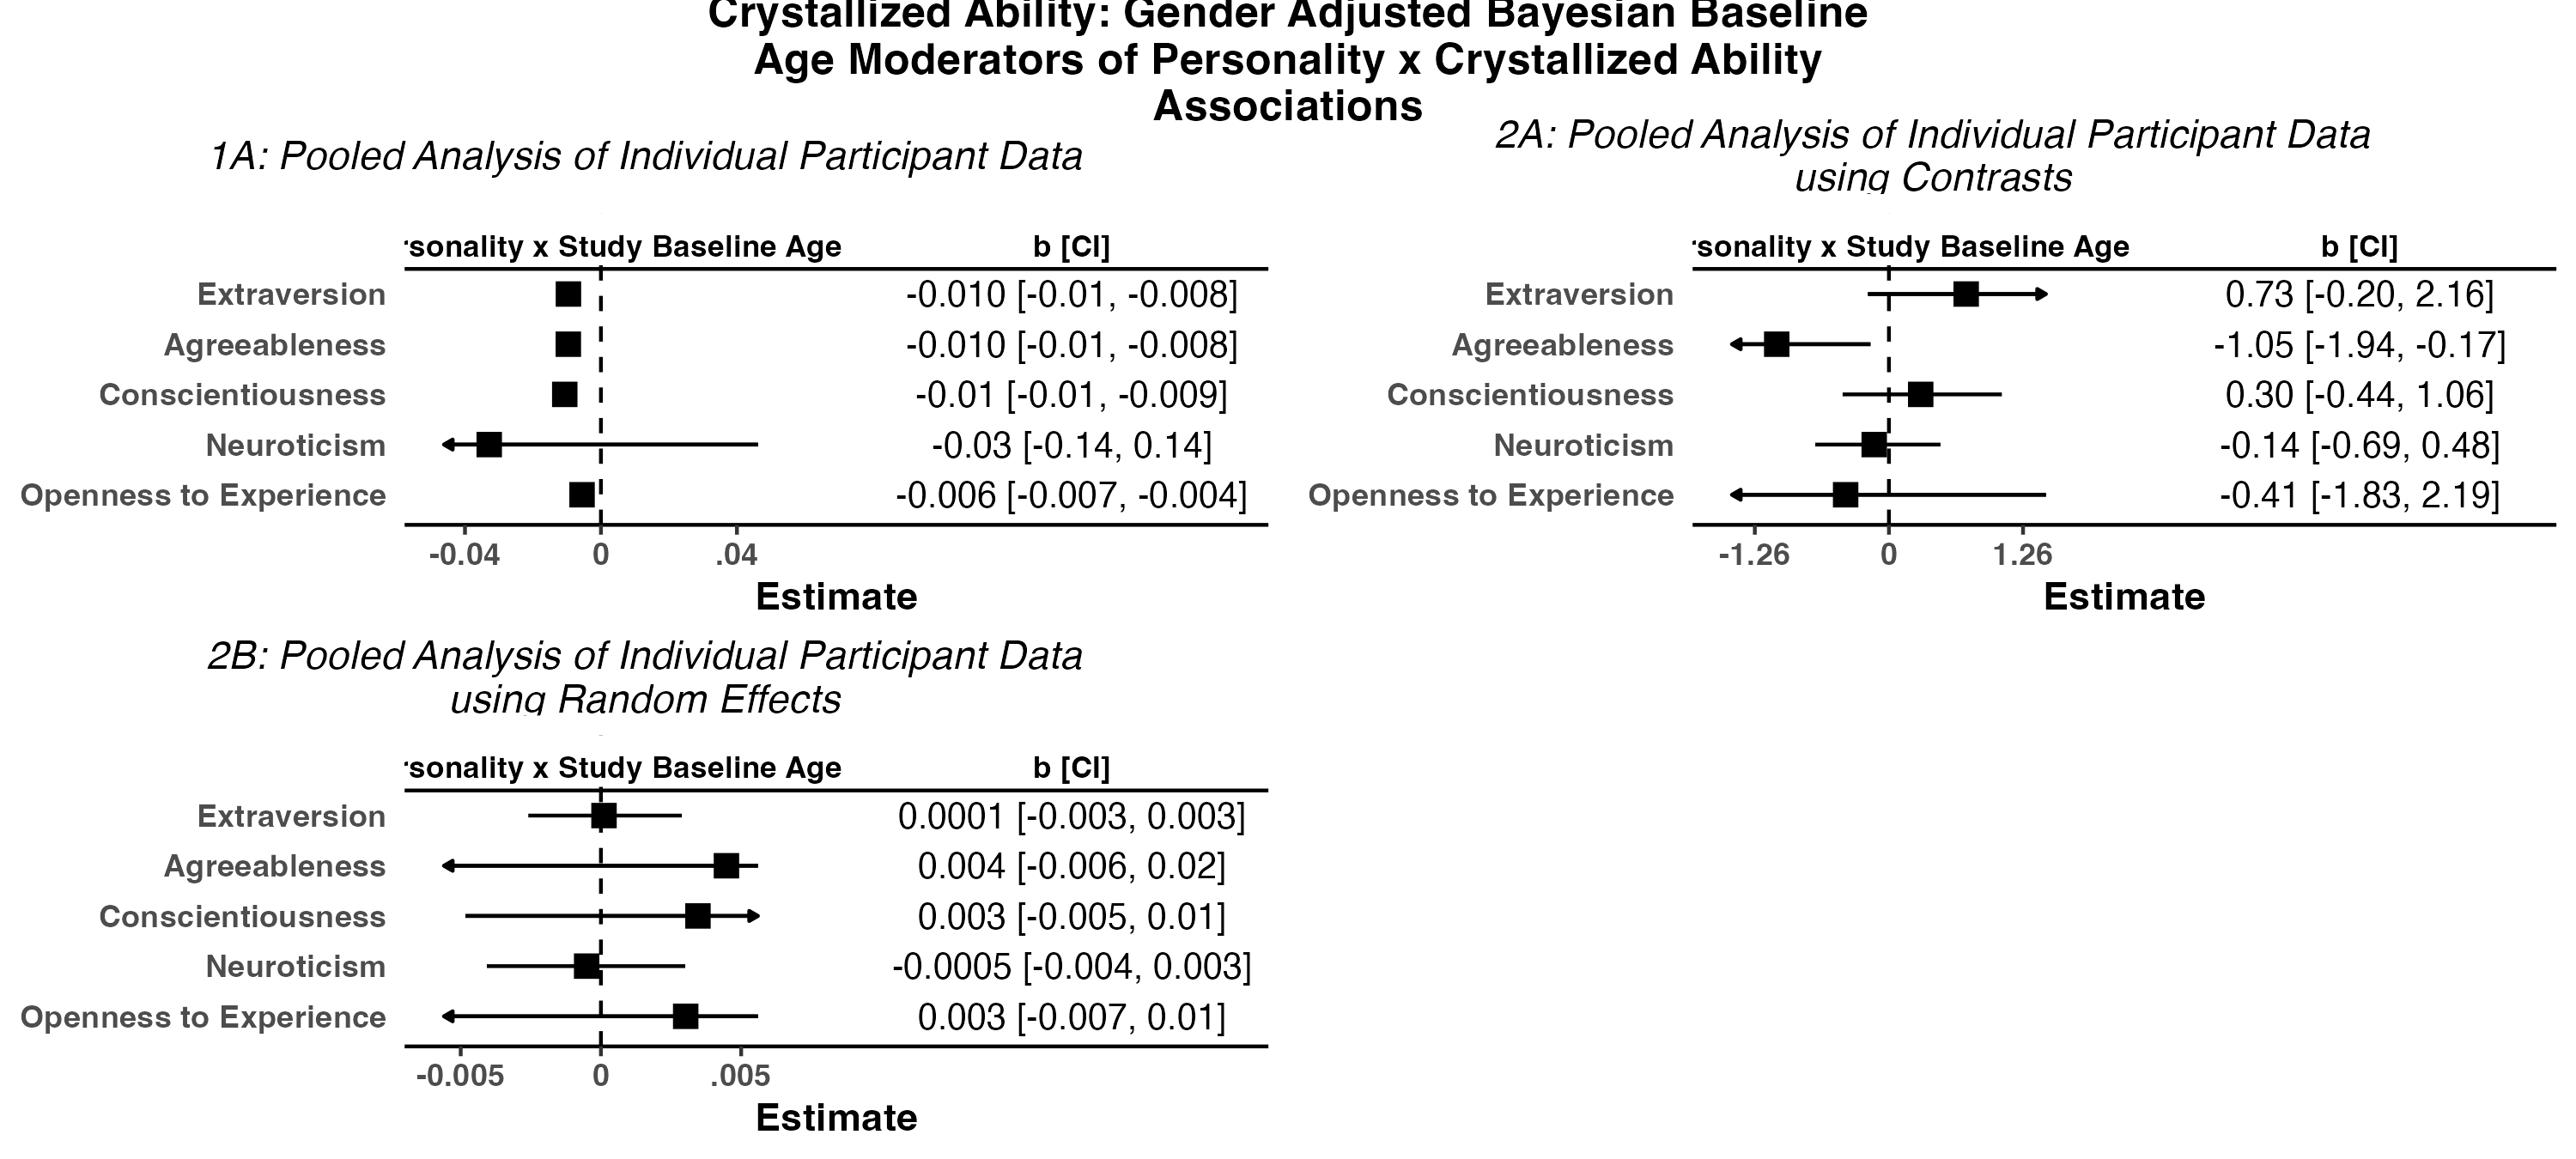 Crystallized Ability: Gender Adjusted Bayesian Baseline
Age Moderators of Personality x Crystallized Ability
Associations
1A: Pooled Analysis of Individual Participant Data
sonality x Study Baseline Age b [CI]
Extraversion -0.010 [-0.01, -0.008]
Agreeableness -0.010 [-0.01, -0.008]
Conscientiousness -0.01 [-0.01, -0.009]
Neuroticism -0.03 [-0.14, 0.14]
Openness to Experience -0.006 [-0.007, -0.004]
-0.04 0 .04
Estimate
2A: Pooled Analysis of Individual Participant Data
using Contrasts
sonality x Study Baseline Age b [CI]
Extraversion 0.73 [-0.20, 2.16]
Agreeableness -1.05 [-1.94, -0.17]
Conscientiousness 0.30 [-0.44, 1.06]
Neuroticism -0.14 [-0.69, 0.48]
Openness to Experience -0.41 [-1.83, 2.19]
-1.26 0 1.26
Estimate
2B: Pooled Analysis of Individual Participant Data
using Random Effects
sonality x Study Baseline Age b [CI]
Extraversion 0.0001 [-0.003, 0.003]
Agreeableness 0.004 [-0.006, 0.02]
Conscientiousness 0.003 [-0.005, 0.01]
Neuroticism -0.0005 [-0.004, 0.003]
Openness to Experience 0.003 [-0.007, 0.01]
-0.005 0 .005
Estimate